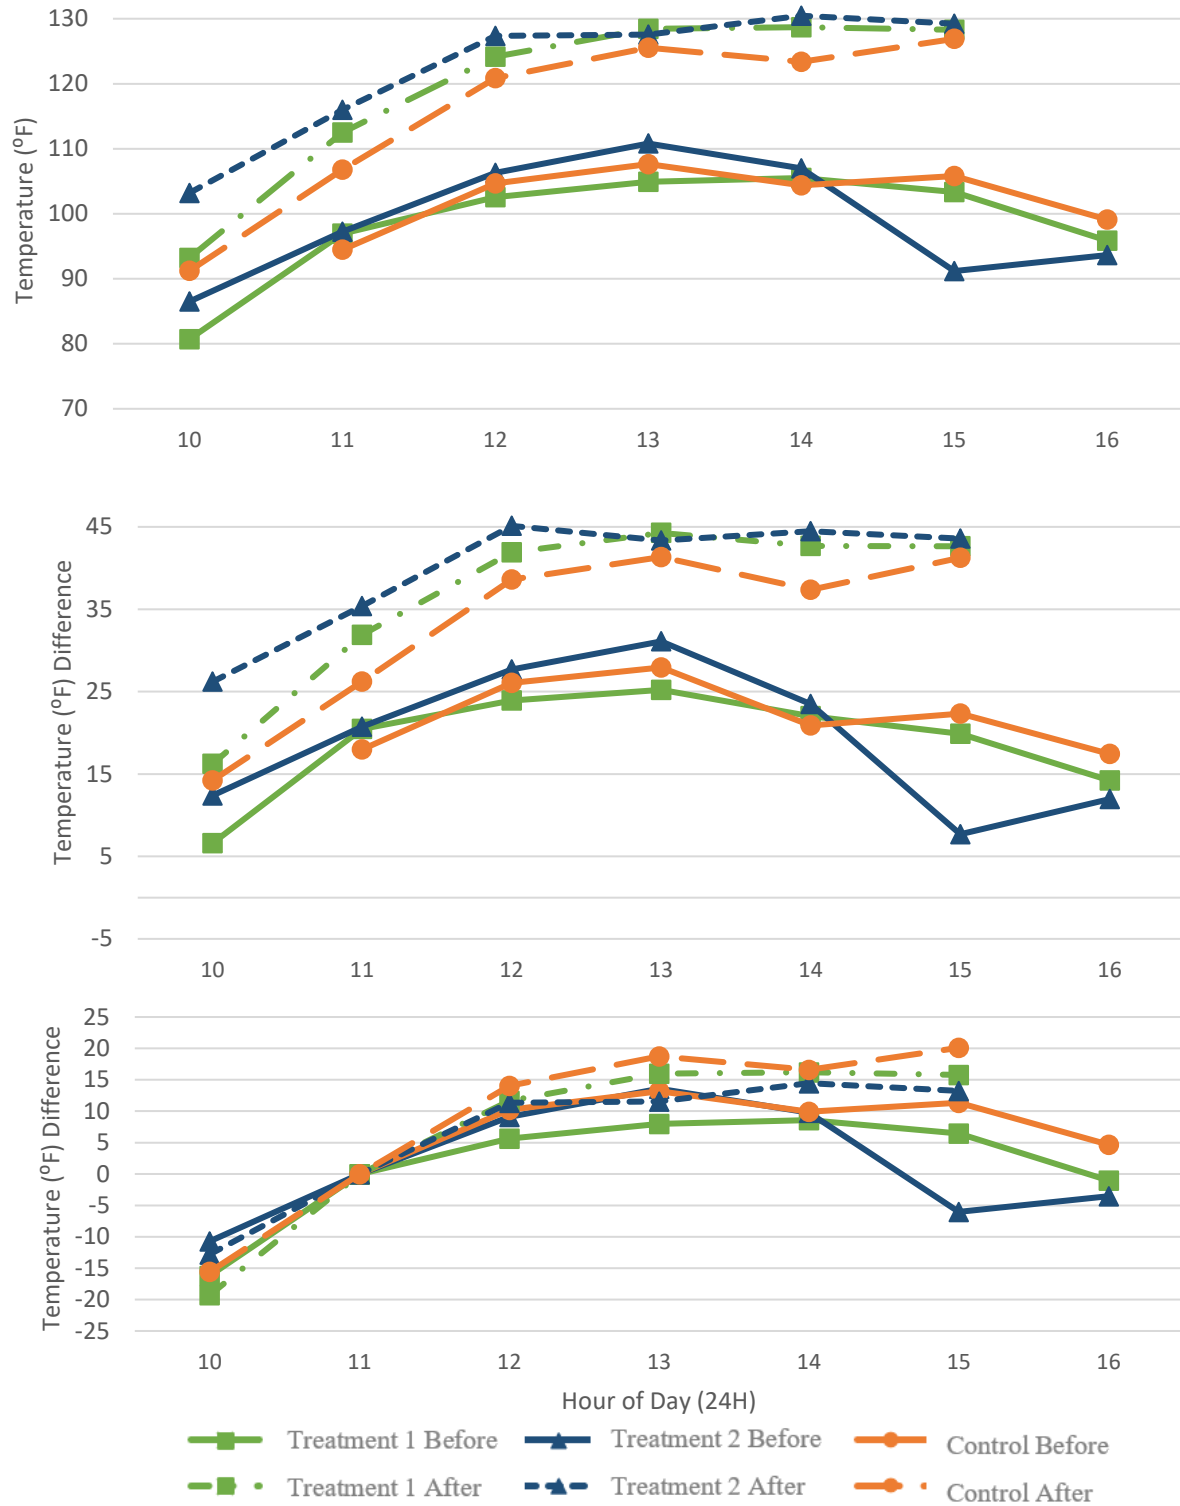 130
120
110
100
90
80
70
Temperature (⁰F)
10 11 12 13 14 15 16
45
35
25
15
5
-5
Temperature (⁰F) Difference
10 11 12 13 14 15 16
25
20
15
10
5
0
-5
-10
-15
-20
-25
Temperature (⁰F) Difference
10 11 12 13 14 15 16
Hour of Day (24H)
Treatment 1 Before Treatment 2 Before Control Before
Treatment 1 After Treatment 2 After Control After